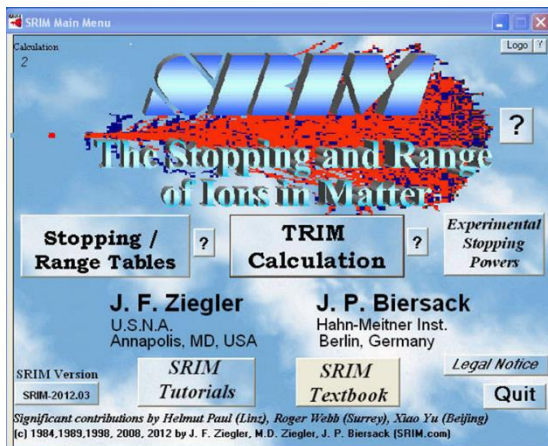 SRIM Main Menu
Calculation
2
Logo ?
SRIM
?
The Stopping and Range
of Ions in Matter
Stopping /
Range Tables
?
TRIM
Calculation
?
Experimental
Stopping
Powers
J. F. Ziegler
U.S.N.A.
Annapolis, MD, USA
J. P. Biersack
Hahn-Meitner Inst.
Berlin, Germany
SRIM Version
SRIM-2012.03
SRIM
Tutorials
SRIM
Textbook
Legal Notice
Quit
Significant contributions by Helmut Paul (Linz), Roger Webb (Surrey), Xiao Yu (Beijing)
(c) 1984,1989,1998, 2008, 2012 by J. F. Ziegler, M.D. Ziegler, J. P. Biersack (SRIM.com)